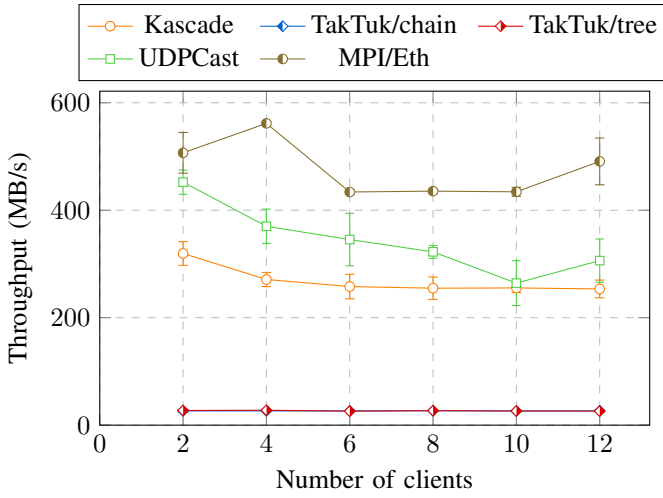 Kascade TakTuk/chain TakTuk/tree
UDPCast MPI/Eth
600
400
200
0
0 2 4 6 8 10 12
Throughput (MB/s)
Number of clients